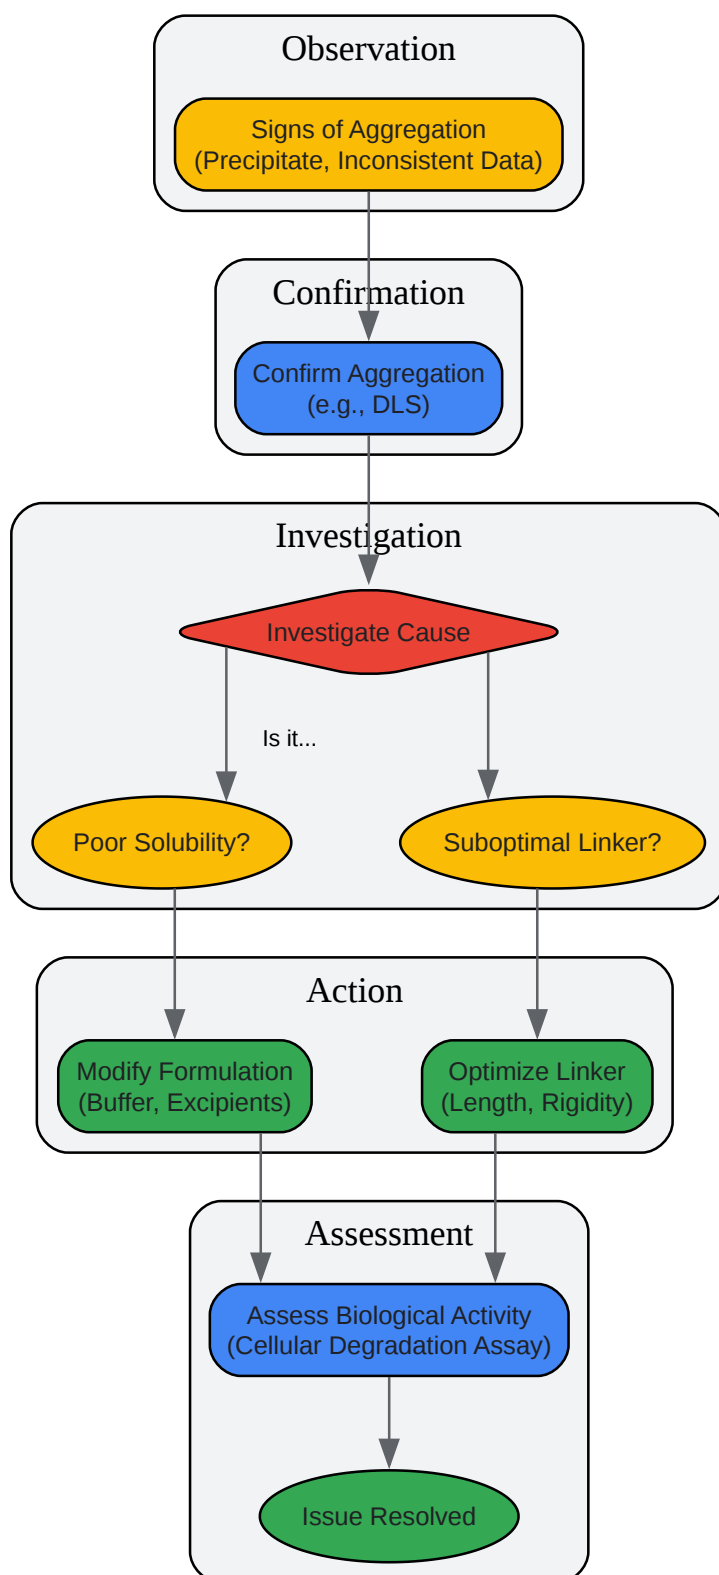 Observation
Signs of Aggregation
(Precipitate, Inconsistent Data)
Confirmation
Confirm Aggregation
(e.g., DLS)
Investigation
Investigate Cause
Is it...
Poor Solubility?
Suboptimal Linker?
Action
Modify Formulation
(Buffer, Excipients)
Optimize Linker
(Length, Rigidity)
Assessment
Assess Biological Activity
(Cellular Degradation Assay)
Issue Resolved